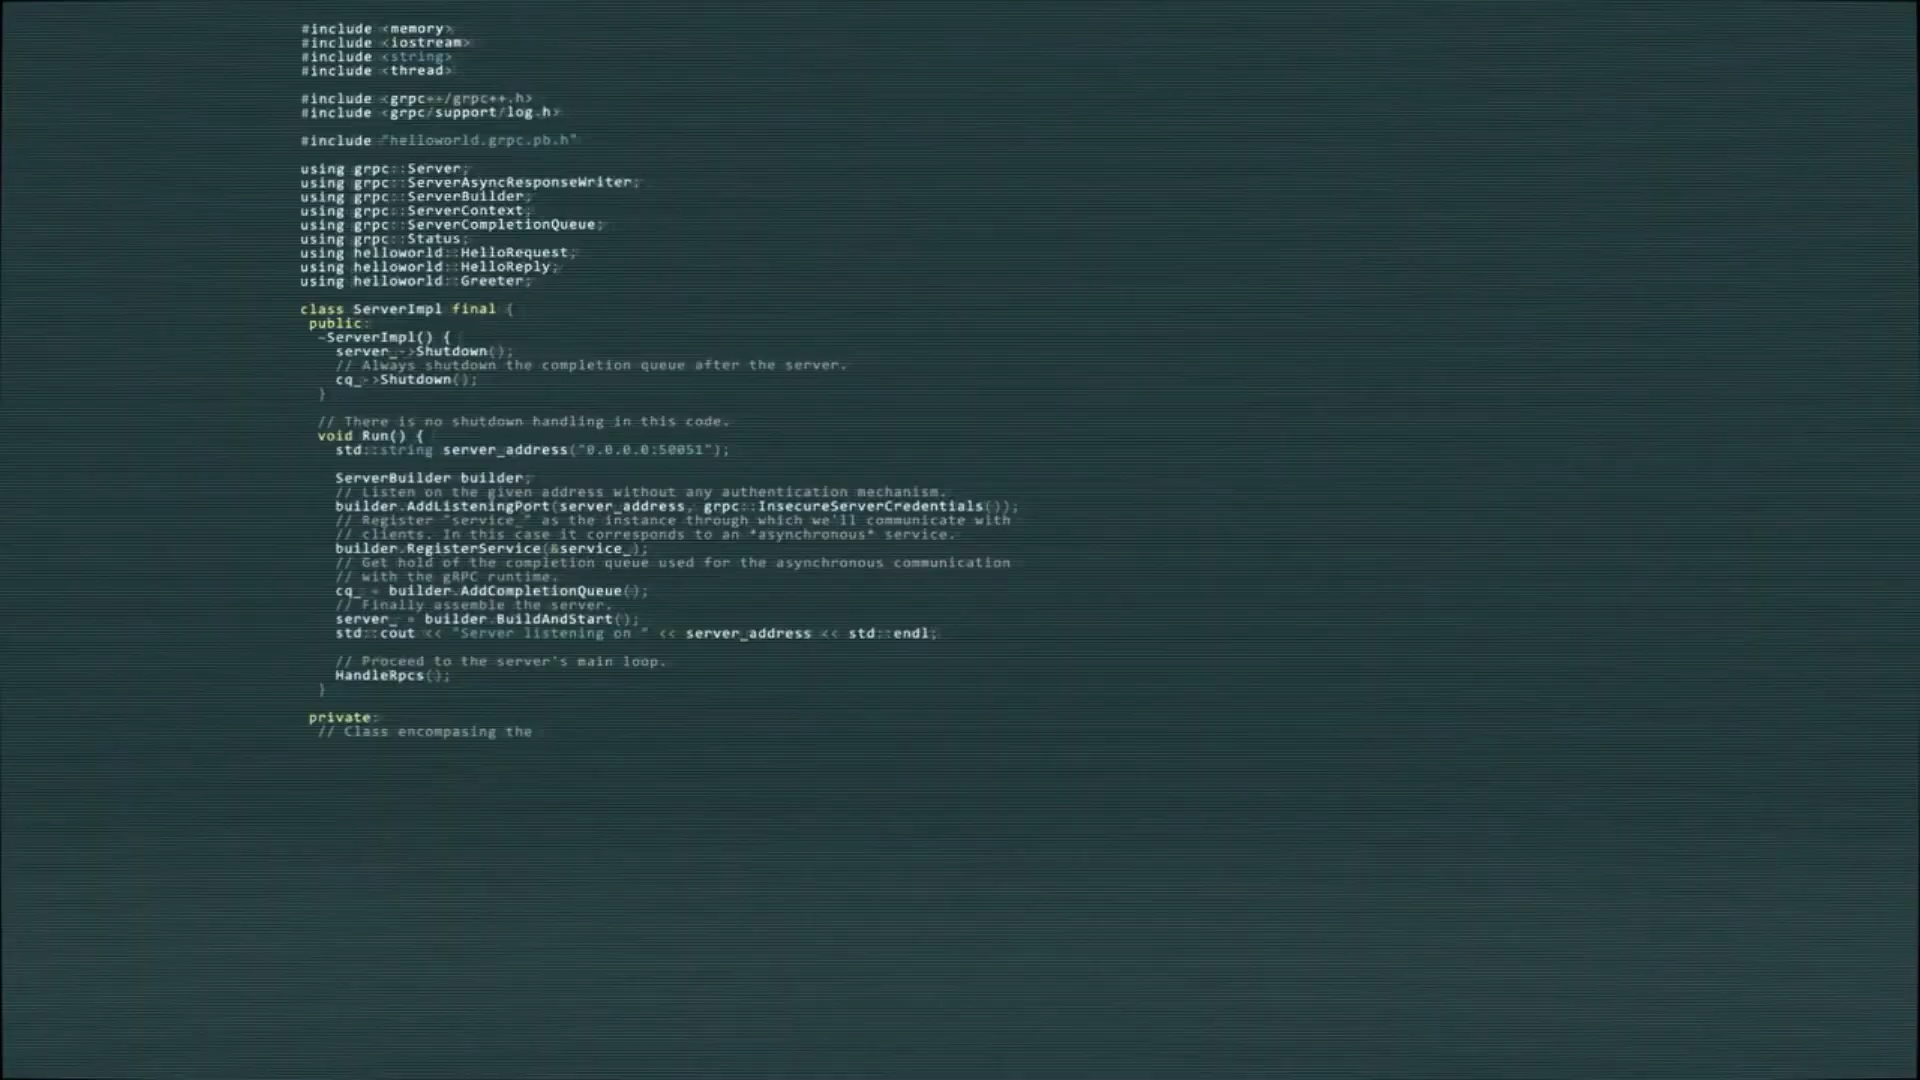 #include <memory>
#include <iostream>
#include <string>
#include <thread>

#include <grpc++/grpc++.h>
#include <grpc/support/log.h>

#include "helloworld.grpc.pb.h"

using grpc::Server;
using grpc::ServerAsyncResponseWriter;
using grpc::ServerBuilder;
using grpc::ServerContext;
using grpc::ServerCompletionQueue;
using grpc::Status;
using helloworld::HelloRequest;
using helloworld::HelloReply;
using helloworld::Greeter;

class ServerImpl final {
 public:
  ~ServerImpl() {
    server_->Shutdown();
    // Always shutdown the completion queue after the server.
    cq_->Shutdown();
  }

  // There is no shutdown handling in this code.
  void Run() {
    std::string server_address("0.0.0.0:50051");

    ServerBuilder builder;
    // Listen on the given address without any authentication mechanism.
    builder.AddListeningPort(server_address, grpc::InsecureServerCredentials());
    // Register "service_" as the instance through which we'll communicate with
    // clients. In this case it corresponds to an *asynchronous* service.
    builder.RegisterService(&service_);
    // Get hold of the completion queue used for the asynchronous communication
    // with the gRPC runtime.
    cq_ = builder.AddCompletionQueue();
    // Finally assemble the server.
    server_ = builder.BuildAndStart();
    std::cout << "Server listening on " << server_address << std::endl;

    // Proceed to the server's main loop.
    HandleRpcs();
  }

 private:
  // Class encompasing the